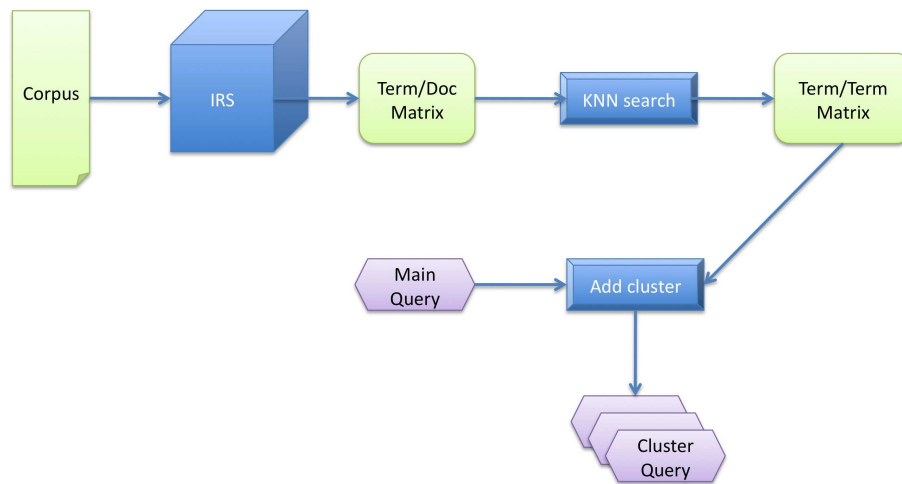 Corpus
IRS
Term/Doc
Matrix
KNN search
Term/Term
Matrix
Main
Query
Add cluster
Cluster
Query